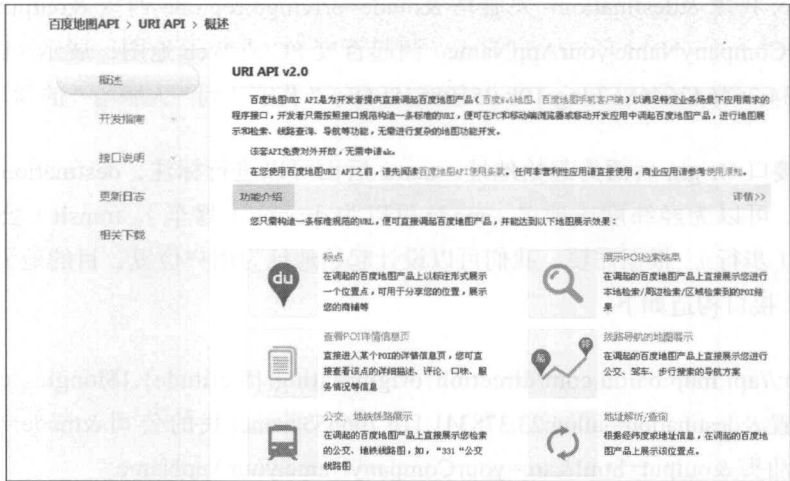 百度地图API > URI API > 概述
概述
开发指南
接口说明
更新日志
相关下载
URI API v2.0
百度地图URI API是为开发者提供直接调起百度地图产品(百度Web地图、百度地图手机客户端)以满足特定业务场景下应用需求的
程序接口,开发者只需按照接口规范构造一条标准的URI,便可在PC和移动端浏览器或移动开发应用中调起百度地图产品,进行地图展
示和检索、线路查询、导航等功能,无需进行复杂的地图功能开发。
该套API免费对外开放,无需申请ak。
在您使用百度地图URI API之前,请先阅读百度地图API使用条款。任何非营利性应用请直接使用,商业应用请参考使用须知。
功能介绍
详情>>
您只需构造一条标准规范的URL,便可直接调起百度地图产品,并能达到以下地图展示效果:
du
标点
在调起的百度地图产品上以标注形式展示
一个位置点,可用于分享您的位置,展示
您的商铺等
展示POI检索结果
在调起的百度地图产品上直接展示您进行
本地检索/周边检索/区域检索到的POI结
果
查看POI详情信息页
直接进入某个POI的详情信息页,您可直
接查看该点的详细描述、评论、口味、服
务情况等信息
起
终
线路导航的地图展示
在调起的百度地图产品上直接展示您进行
公交、驾车、步行搜索的导航方案
公交、地铁线路展示
在调起的百度地图产品上直接展示您检索
的公交、地铁线路图,如,“331“公交
线路图
地址解析/查询
根据经纬度或地址信息,在调起的百度地
图产品上展示该位置点。